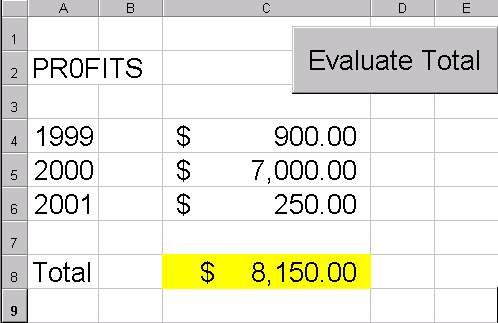 A B C D E
1
Evaluate Total
2 PR0FITS
3
4 1999 $ 900.00
5 2000 $ 7,000.00
6 2001 $ 250.00
7
8 Total $ 8,150.00
9